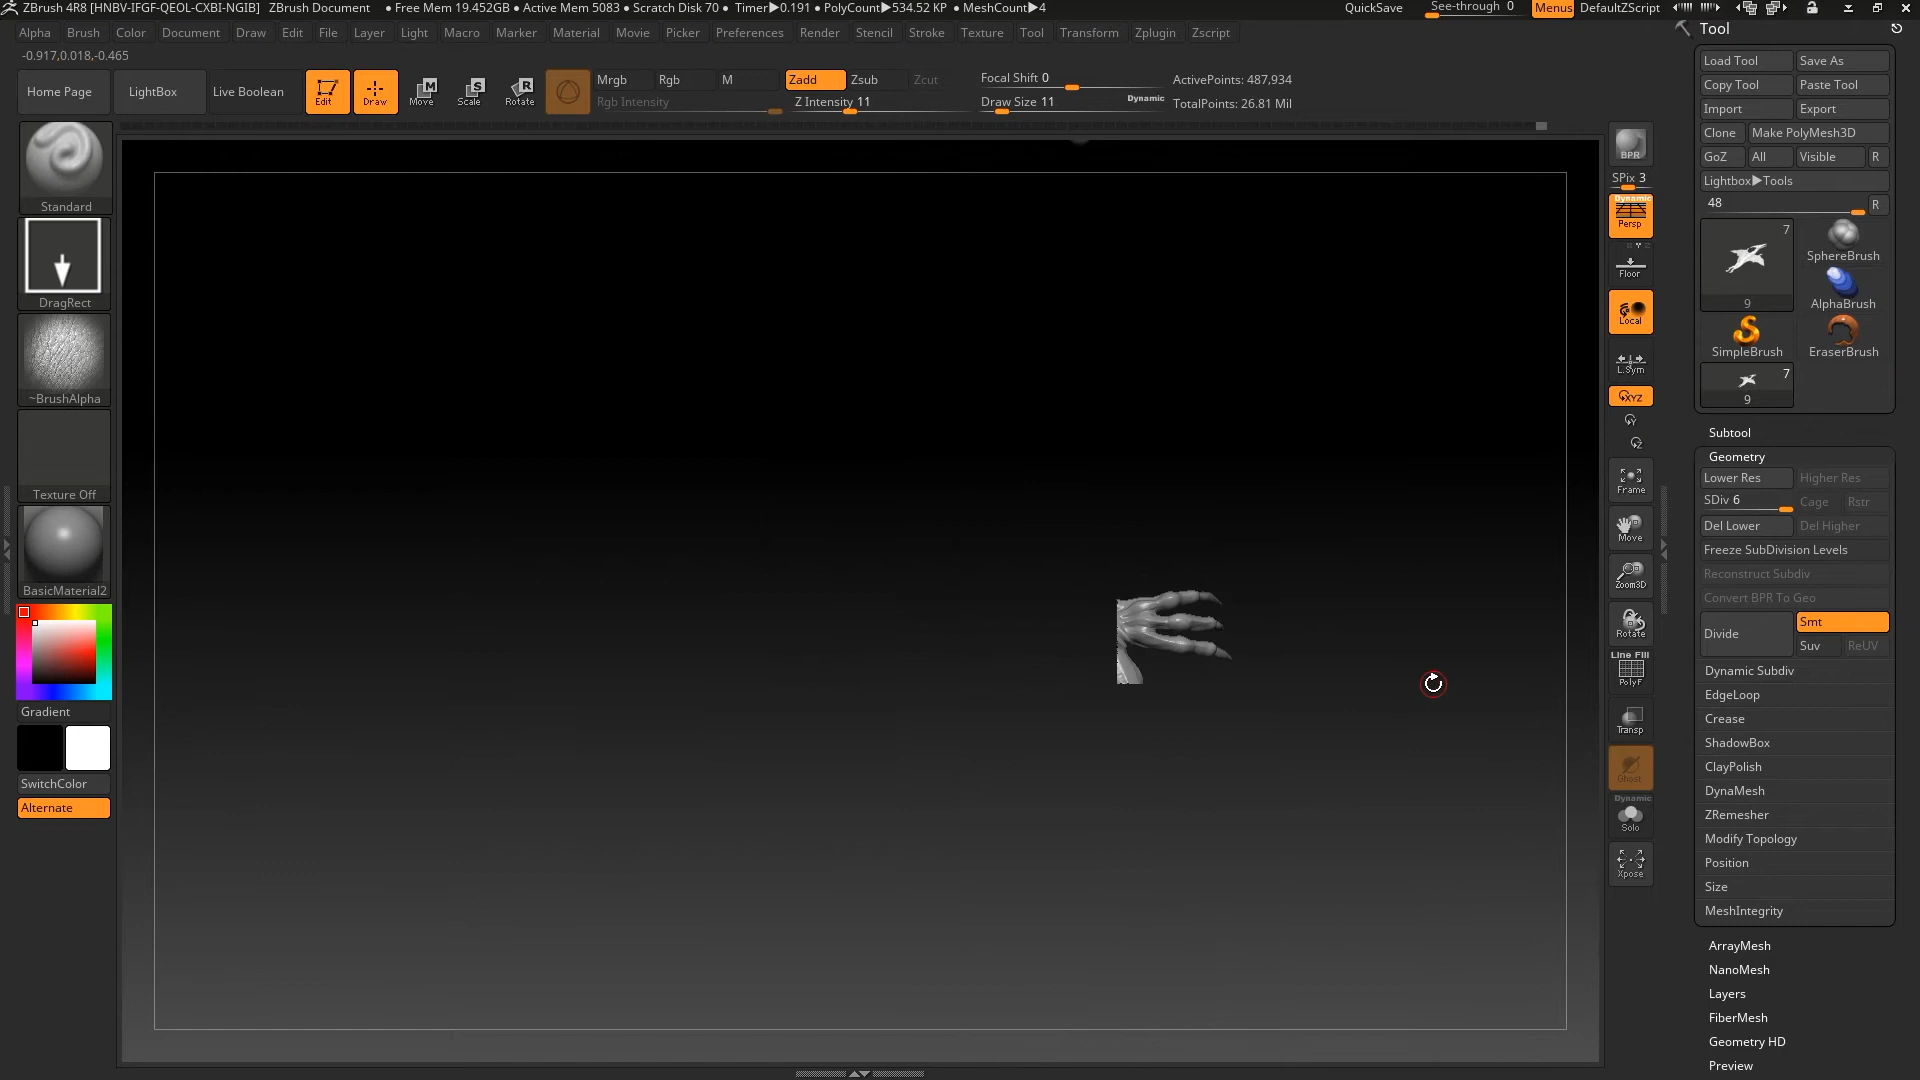 ZBrush 4R8 [HNBV-IFGF-QEOL-CXBI-NGIB] ZBrush Document • Free Mem 19.452GB • Active Mem 5083 • Scratch Disk 70 • Timer▶0.191 • PolyCount▶534.52 KP • MeshCount▶4 QuickSave See-through 0 Menus DefaultZScript
Alpha Brush Color Document Draw Edit File Layer Light Macro Marker Material Movie Picker Preferences Render Stencil Stroke Texture Tool Transform Zplugin Zscript
-0.917,0.018,-0.465
Home Page LightBox Live Boolean Edit Draw Move Scale Rotate
Mrgb Rgb M Zadd Zsub Zcut
Rgb Intensity Z Intensity 11
Focal Shift 0
Draw Size 11 Dynamic
ActivePoints: 487,934
TotalPoints: 26.81 Mil
Standard
DragRect
~BrushAlpha
Texture Off
BasicMaterial2
Gradient
SwitchColor
Alternate
BPR
SPix 3
Dynamic
Persp
Floor
Local
L.Sym
XYZ
Y
Z
Frame
Move
Zoom3D
Rotate
Line Fill
PolyF
Transp
Ghost
Dynamic
Solo
Xpose
Tool
Load Tool Save As
Copy Tool Paste Tool
Import Export
Clone Make PolyMesh3D
GoZ All Visible R
Lightbox▶Tools
48 R
7
9
SphereBrush
AlphaBrush
SimpleBrush EraserBrush
7
9
Subtool
Geometry
Lower Res Higher Res
SDiv 6 Cage Rstr
Del Lower Del Higher
Freeze SubDivision Levels
Reconstruct Subdiv
Convert BPR To Geo
Divide Smt
Suv ReUV
Dynamic Subdiv
EdgeLoop
Crease
ShadowBox
ClayPolish
DynaMesh
ZRemesher
Modify Topology
Position
Size
MeshIntegrity
ArrayMesh
NanoMesh
Layers
FiberMesh
Geometry HD
Preview